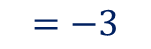 = −3